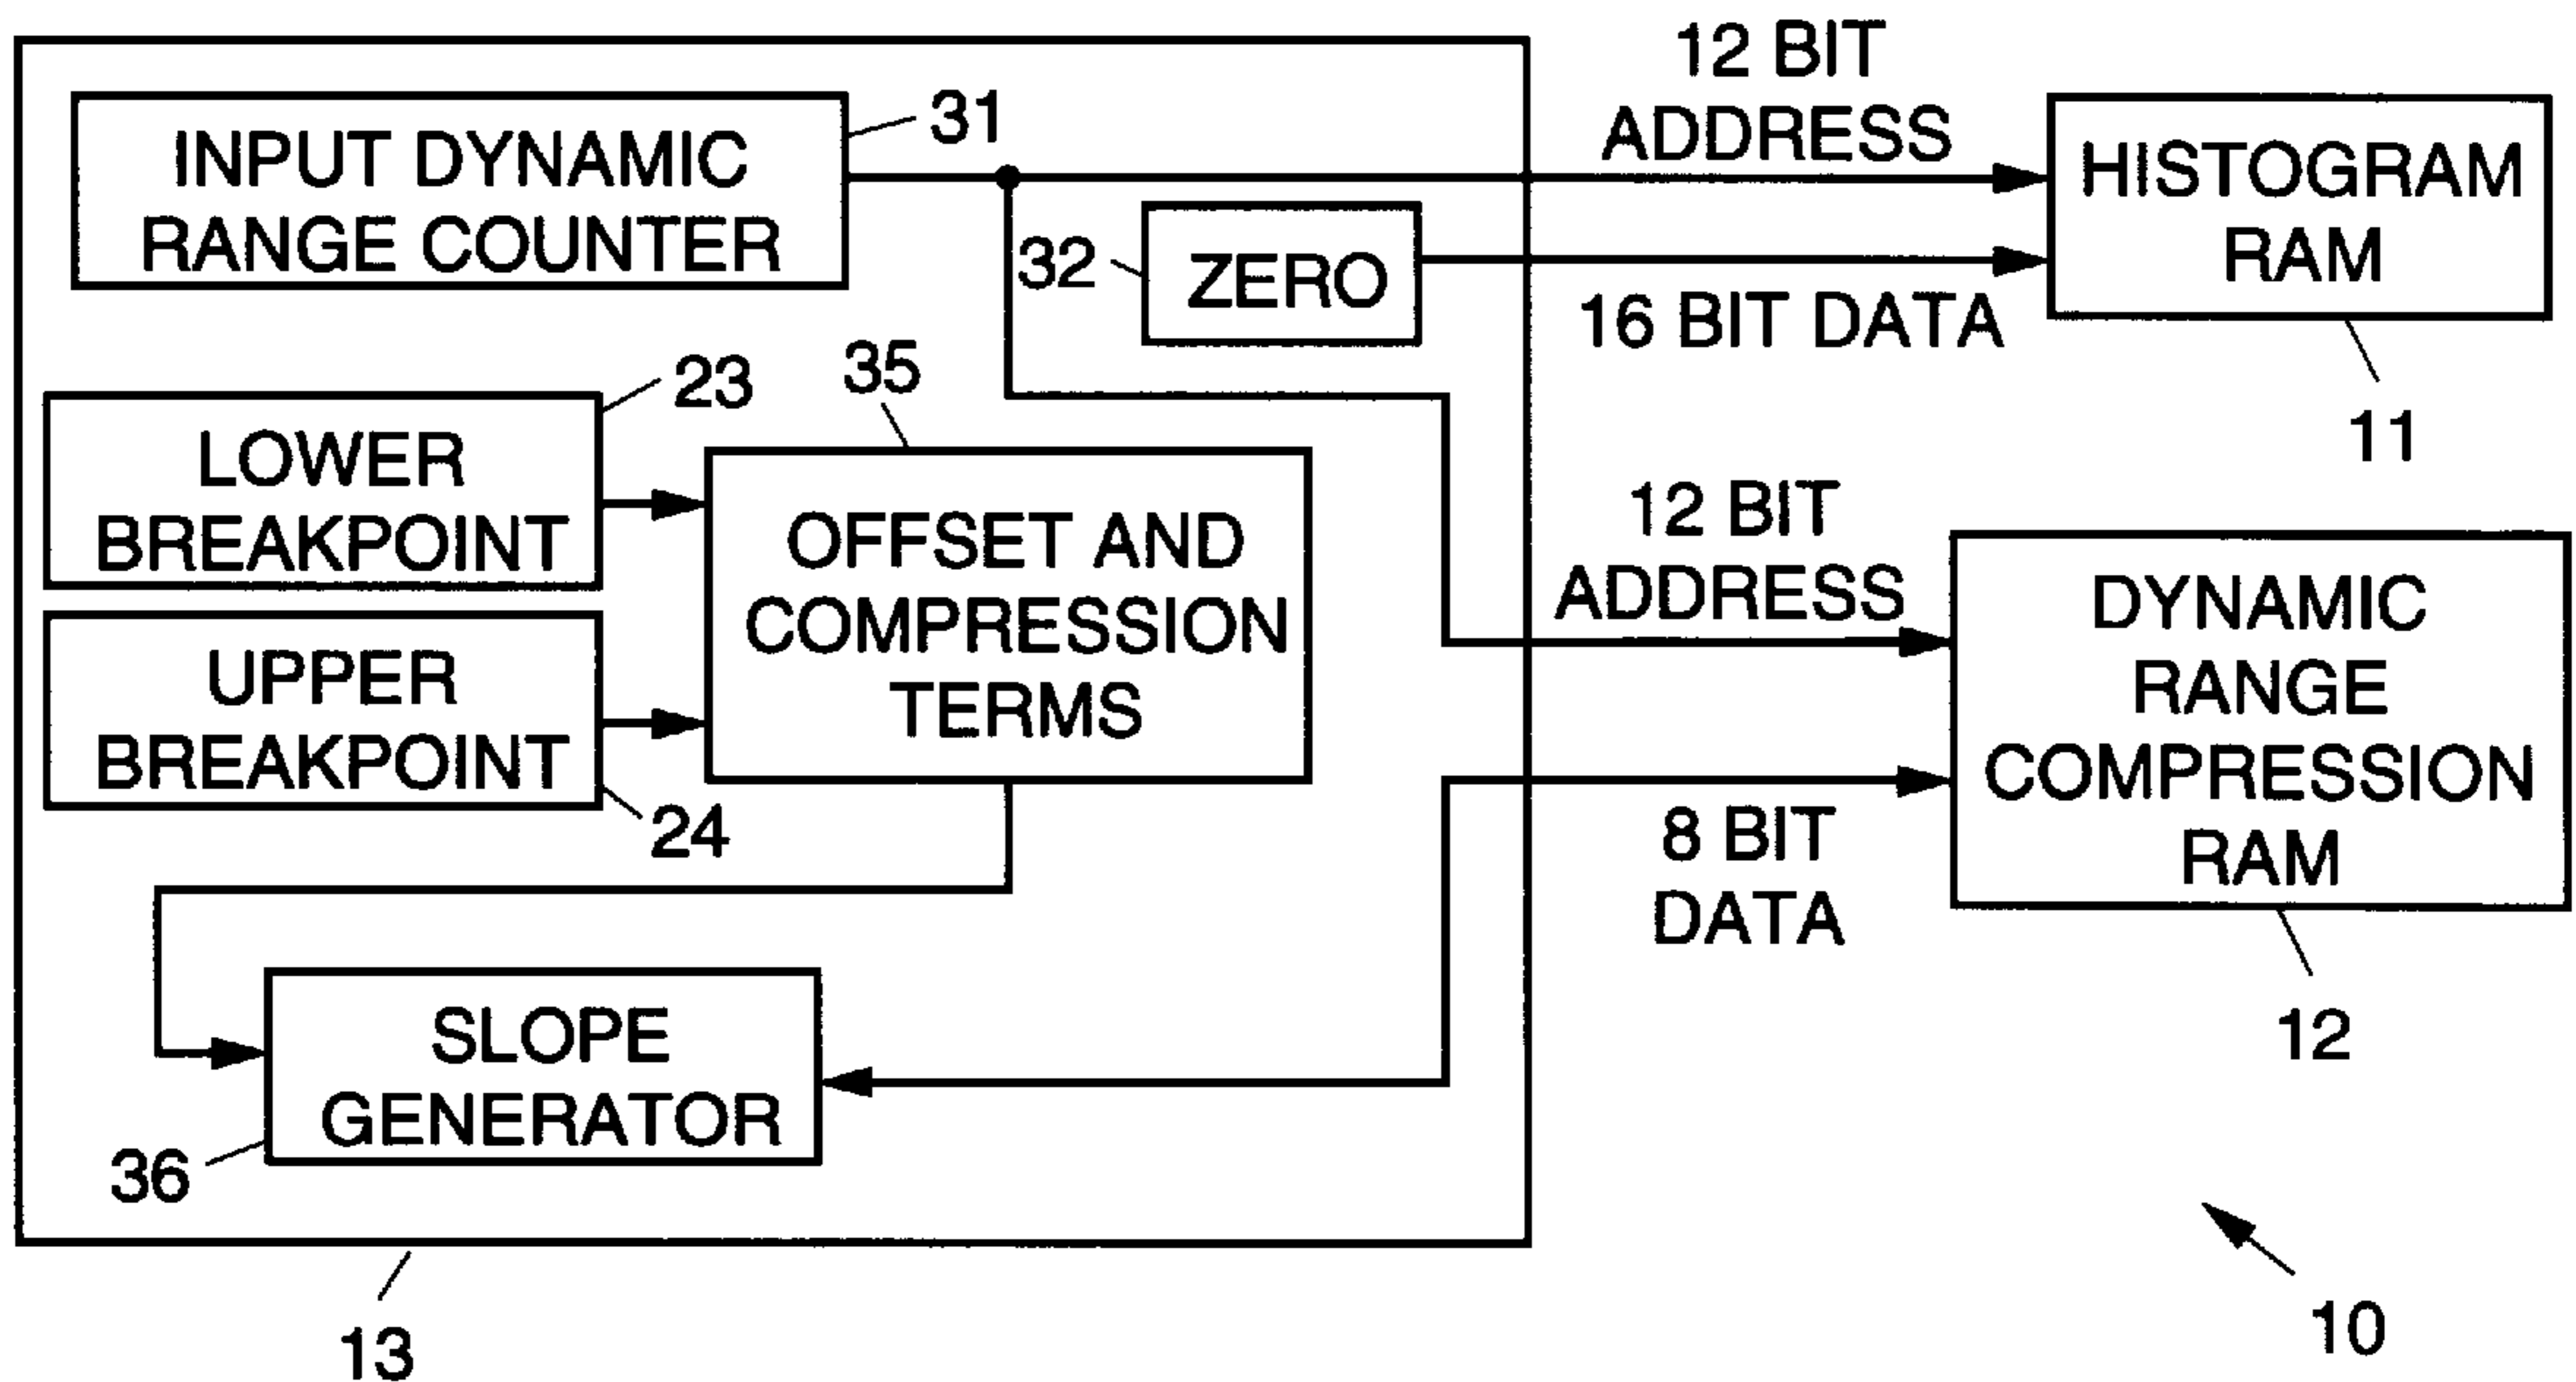 12 BIT
ADDRESS
31
INPUT DYNAMIC
RANGE COUNTER
HISTOGRAM
RAM
32
ZERO
16 BIT DATA
11
23
35
LOWER
BREAKPOINT
OFFSET AND
COMPRESSION
TERMS
12 BIT
ADDRESS
UPPER
BREAKPOINT
24
DYNAMIC
RANGE
COMPRESSION
RAM
8 BIT
DATA
12
SLOPE
GENERATOR
36
13
10